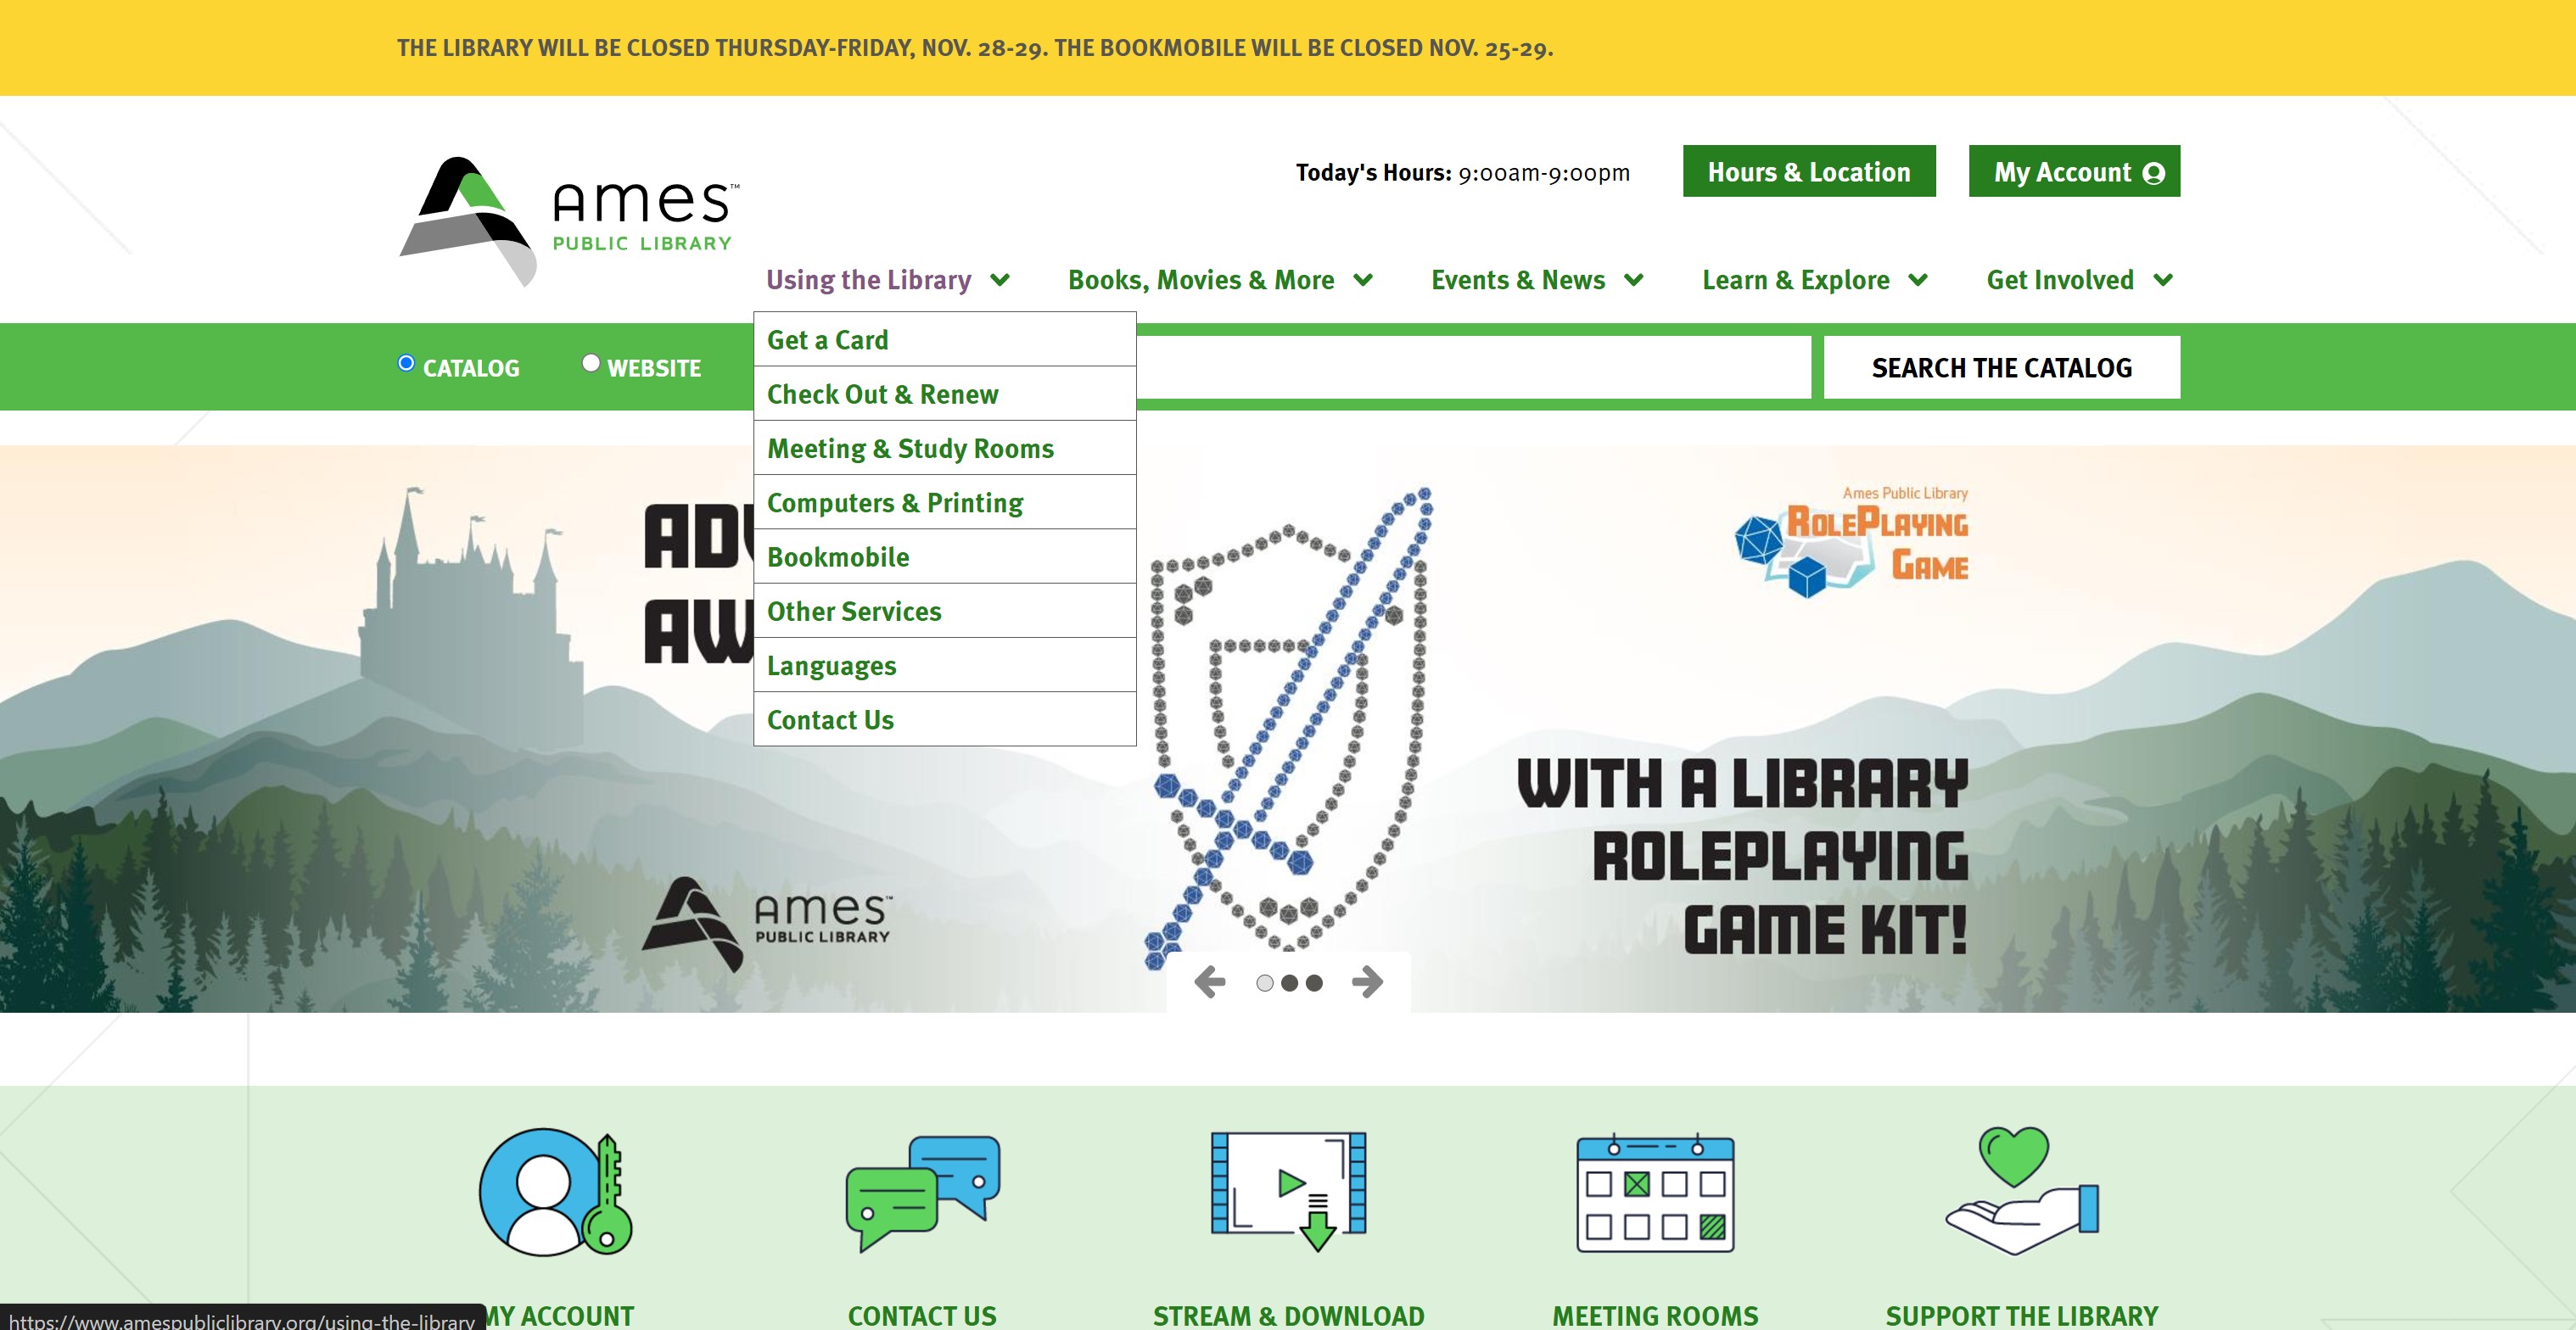 THE LIBRARY WILL BE CLOSED THURSDAY-FRIDAY, NOV. 28-29. THE BOOKMOBILE WILL BE CLOSED NOV. 25-29.
AMES™
PUBLIC LIBRARY
Today's Hours: 9:00am-9:00pm
Hours & Location
My Account
Using the Library
Books, Movies & More
Events & News
Learn & Explore
Get Involved
CATALOG
WEBSITE
SEARCH THE CATALOG
Get a Card
Check Out & Renew
Meeting & Study Rooms
Computers & Printing
Bookmobile
Other Services
Languages
Contact Us
Ames Public Library
ROLEPLAYING
GAME
WITH A LIBRARY
ROLEPLAYING
GAME KIT!
AMES™
PUBLIC LIBRARY
MY ACCOUNT
CONTACT US
STREAM & DOWNLOAD
MEETING ROOMS
SUPPORT THE LIBRARY
https://www.amespubliclibrary.org/using-the-library